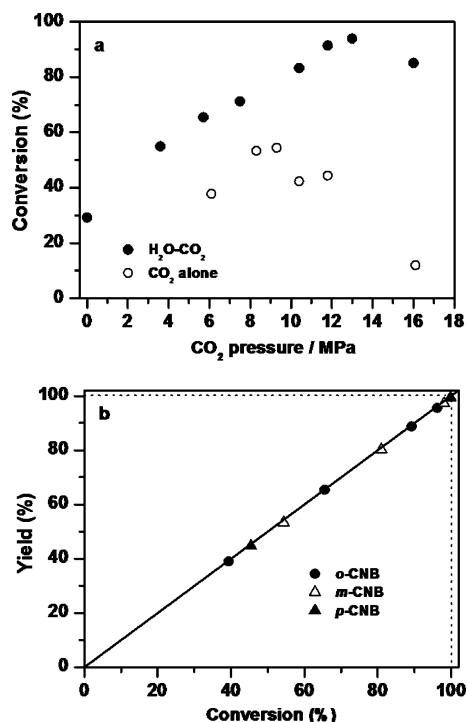 a
100
80
60
40
20
0
Conversion (%)
H₂O-CO₂
CO₂ alone
0 2 4 6 8 10 12 14 16 18
CO₂ pressure / MPa
b
100
80
60
40
20
0
Yield (%)
o-CNB
m-CNB
p-CNB
0 20 40 60 80 100
Conversion (%)